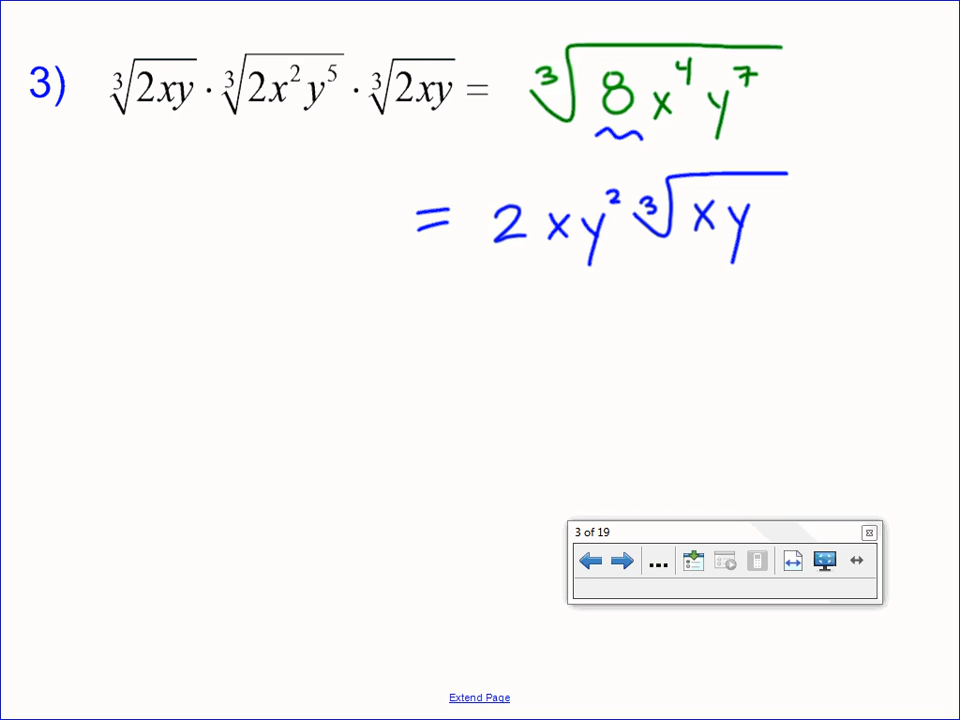 3) ∛(2xy) · ∛(2x²y⁵) · ∛(2xy) = ∛(8x⁴y⁷)
= 2xy² ∛(xy)
3 of 19
...
Extend Page